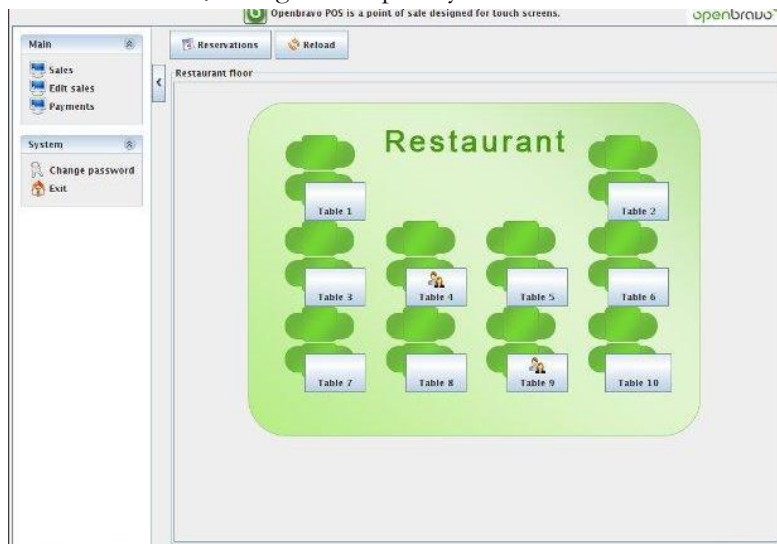 Openbravo POS is a point of sale designed for touch screens.
openbravo
Main
Sales
Edit sales
Payments
System
Change password
Exit
Reservations
Reload
Restaurant floor
Restaurant
Table 1
Table 2
Table 3
Table 4
Table 5
Table 6
Table 7
Table 8
Table 9
Table 10